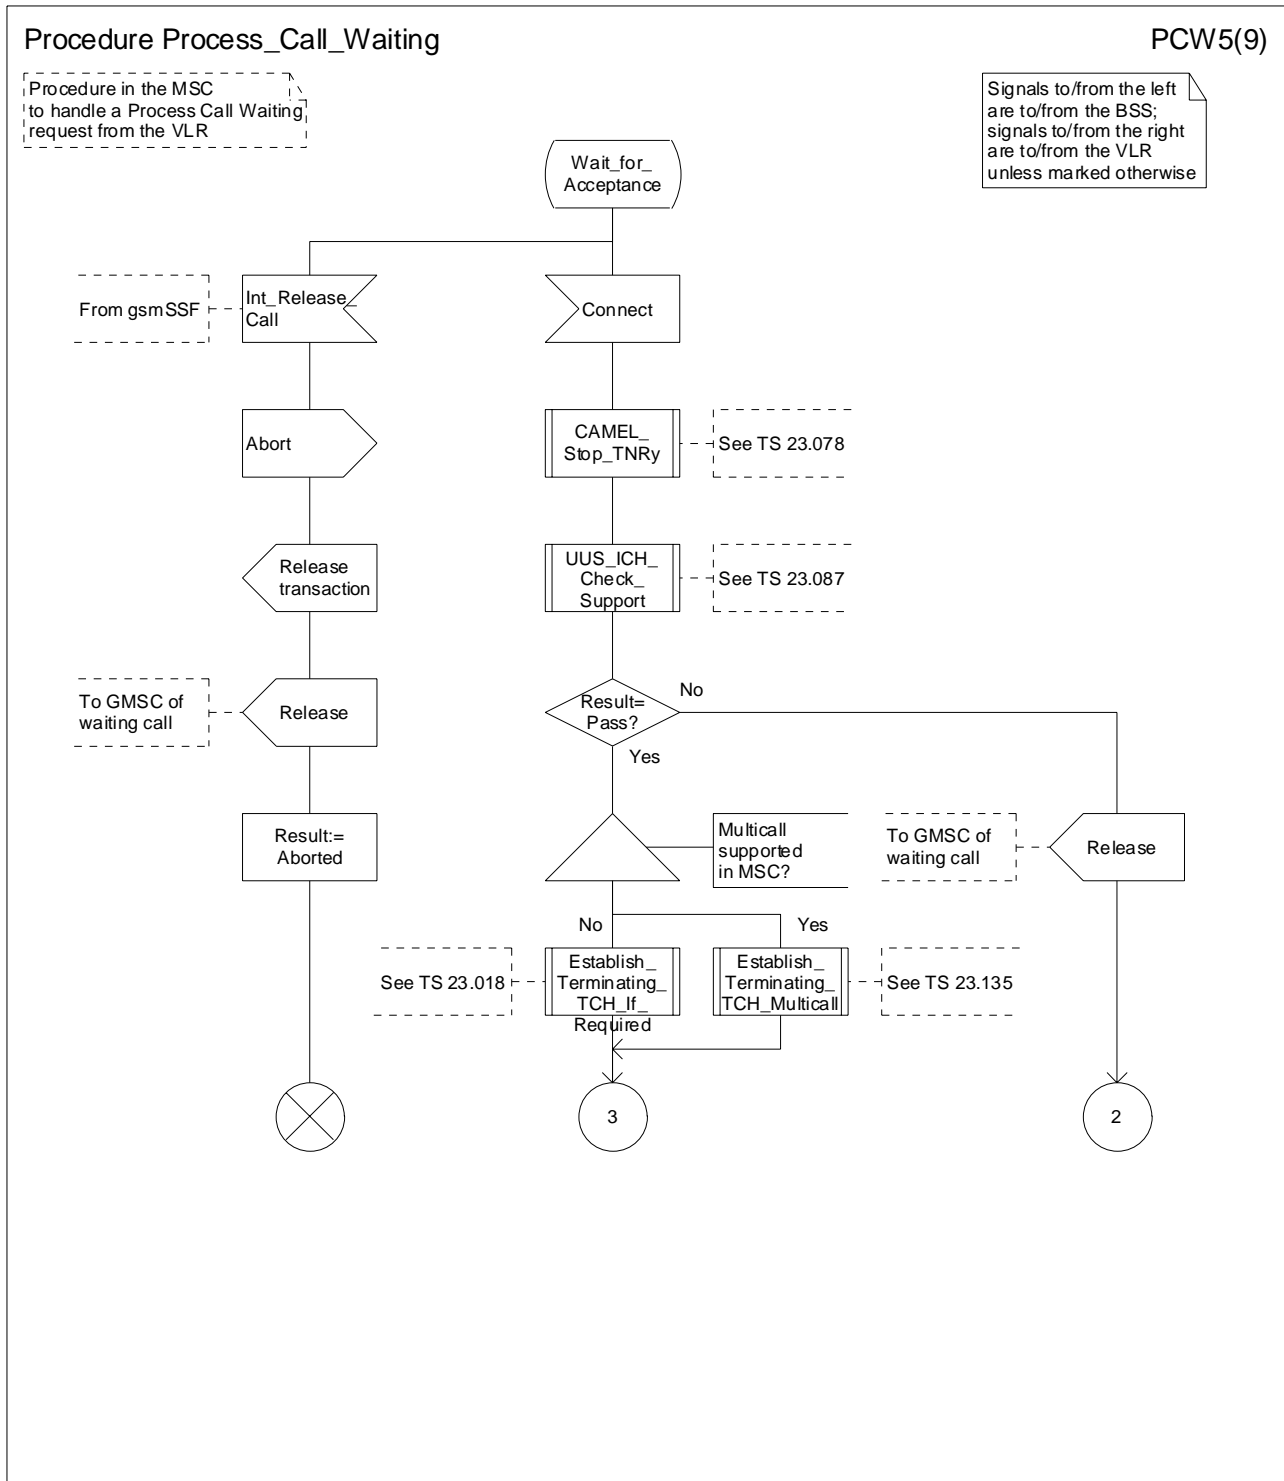 Procedure Process_Call_Waiting
PCW5(9)
Procedure in the MSC
to handle a Process Call Waiting
request from the VLR
Signals to/from the left
are to/from the BSS;
signals to/from the right
are to/from the VLR
unless marked otherwise
Wait_for_
Acceptance
From gsmSSF
Int_Release_
Call
Connect
Abort
CAMEL_
Stop_TNRy
See TS 23.078
Release
transaction
UUS_ICH_
Check_
Support
See TS 23.087
To GMSC of
waiting call
Release
Result=
Pass?
No
Yes
Result:=
Aborted
Multicall
supported
in MSC?
To GMSC of
waiting call
Release
No
Yes
See TS 23.018
Establish_
Terminating_
TCH_If_
Required
Establish_
Terminating_
TCH_Multicall
See TS 23.135
3
2